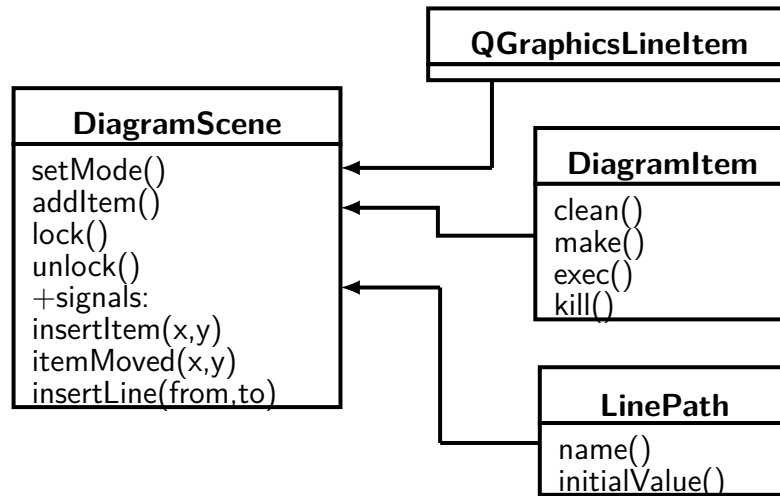 QGraphicsLineItem
DiagramScene
setMode()
addItem()
lock()
unlock()
+signals:
insertItem(x,y)
itemMoved(x,y)
insertLine(from,to)
DiagramItem
clean()
make()
exec()
kill()
LinePath
name()
initialValue()